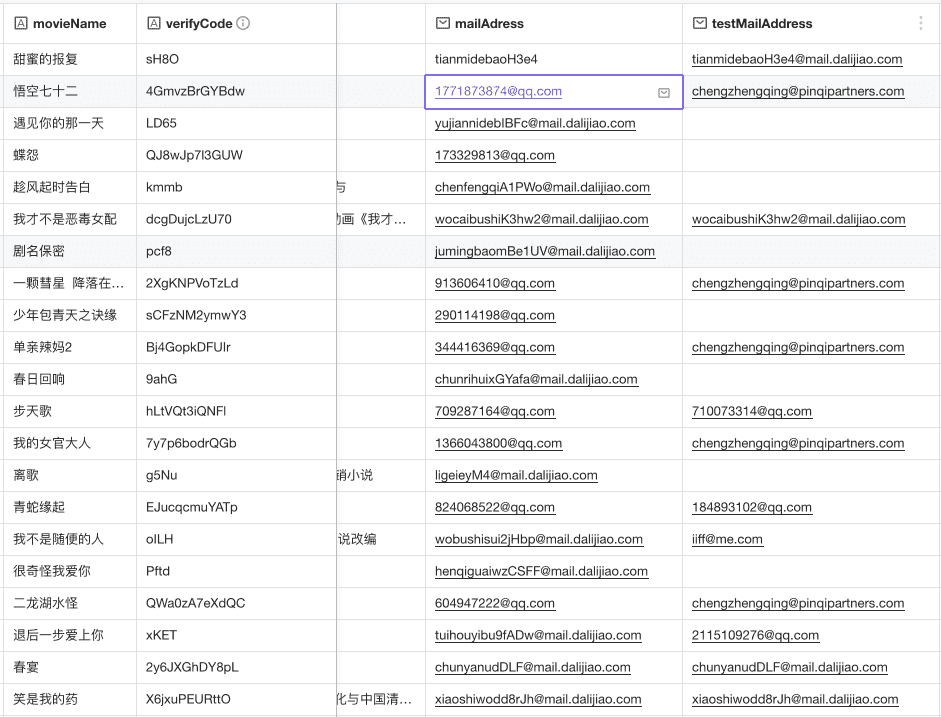 movieName verifyCode mailAdress testMailAddress
甜蜜的报复 sH8O tianmidebaoH3e4 tianmidebaoH3e4@mail.dalijiao.com
悟空七十二 4GmvzBrGYBdw 1771873874@qq.com chengzhengqing@pinqipartners.com
遇见你的那一天 LD65 yujiannideblBFc@mail.dalijiao.com
蝶怨 QJ8wJp7l3GUW 173329813@qq.com
趁风起时告白 kmmb 与 chenfengqiA1PWo@mail.dalijiao.com
我才不是恶毒女配 dcgDujcLzU70 动画《我才... wocaibushiK3hw2@mail.dalijiao.com wocaibushiK3hw2@mail.dalijiao.com
剧名保密 pcf8 jumingbaomBe1UV@mail.dalijiao.com
一颗彗星 降落在... 2XgKNPVoTzLd 913606410@qq.com chengzhengqing@pinqipartners.com
少年包青天之诀缘 sCFzNM2ymwY3 290114198@qq.com
单亲辣妈2 Bj4GopkDFUIr 344416369@qq.com chengzhengqing@pinqipartners.com
春日回响 9ahG chunrihuixGYafa@mail.dalijiao.com
步天歌 hLtVQt3iQNFl 709287164@qq.com 710073314@qq.com
我的女官大人 7y7p6bodrQGb 1366043800@qq.com chengzhengqing@pinqipartners.com
离歌 g5Nu 销小说 ligeieyM4@mail.dalijiao.com
青蛇缘起 EJucqcmuYATp 824068522@qq.com 184893102@qq.com
我不是随便的人 oILH 说改编 wobushisui2jHbp@mail.dalijiao.com iiff@me.com
很奇怪我爱你 Pftd henqiguaiwzCSFF@mail.dalijiao.com
二龙湖水怪 QWa0zA7eXdQC 604947222@qq.com chengzhengqing@pinqipartners.com
退后一步爱上你 xKET tuihouyibu9fADw@mail.dalijiao.com 2115109276@qq.com
春宴 2y6JXGhDY8pL chunyanudDLF@mail.dalijiao.com chunyanudDLF@mail.dalijiao.com
笑是我的药 X6jxuPEURttO 化与中国清... xiaoshiwodd8rJh@mail.dalijiao.com xiaoshiwodd8rJh@mail.dalijiao.com